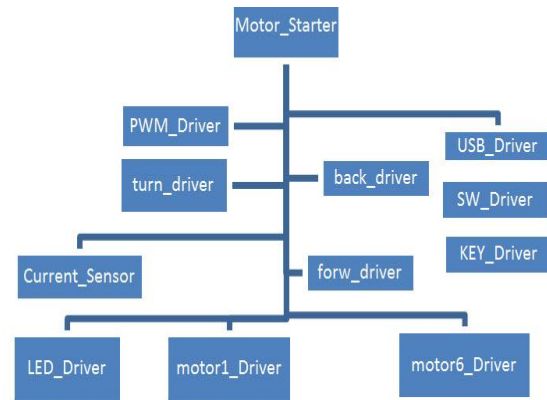 Motor_Starter
PWM_Driver
USB_Driver
turn_driver
back_driver
SW_Driver
Current_Sensor
forw_driver
KEY_Driver
LED_Driver
motor1_Driver
motor6_Driver